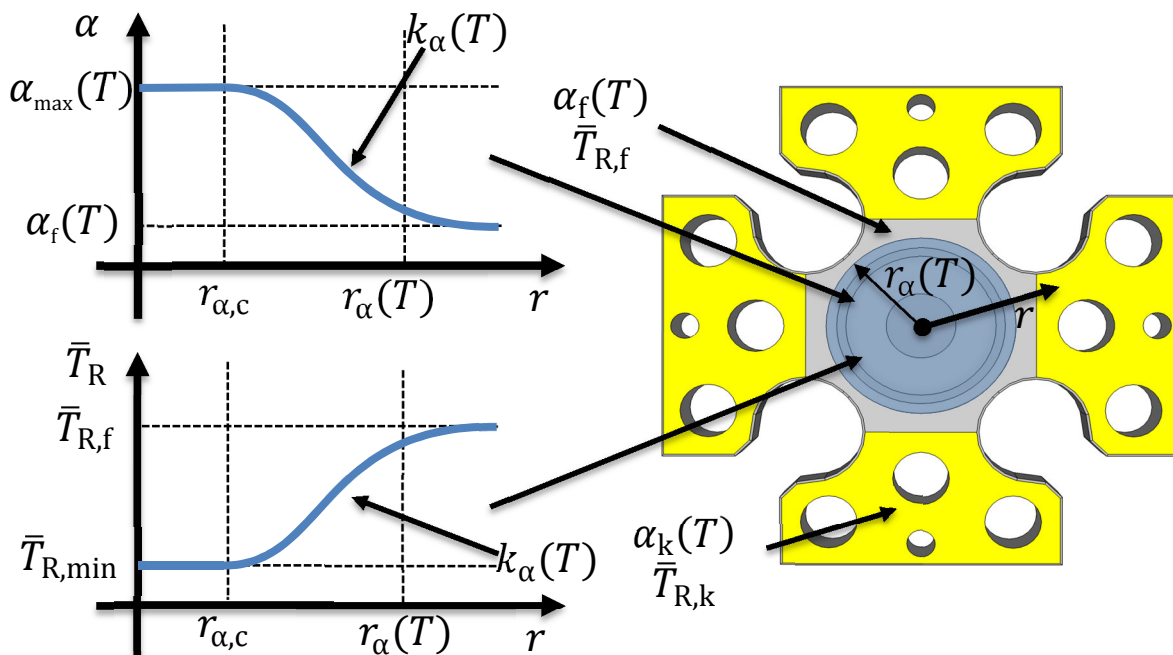 α
k_α(T)
α_max(T)
α_f(T)
r_α,c
r_α(T)
r
T̄_R
T̄_R,f
T̄_R,min
k_α(T)
r_α,c
r_α(T)
r
α_f(T)
T̄_R,f
r_α(T)
r
α_k(T)
T̄_R,k